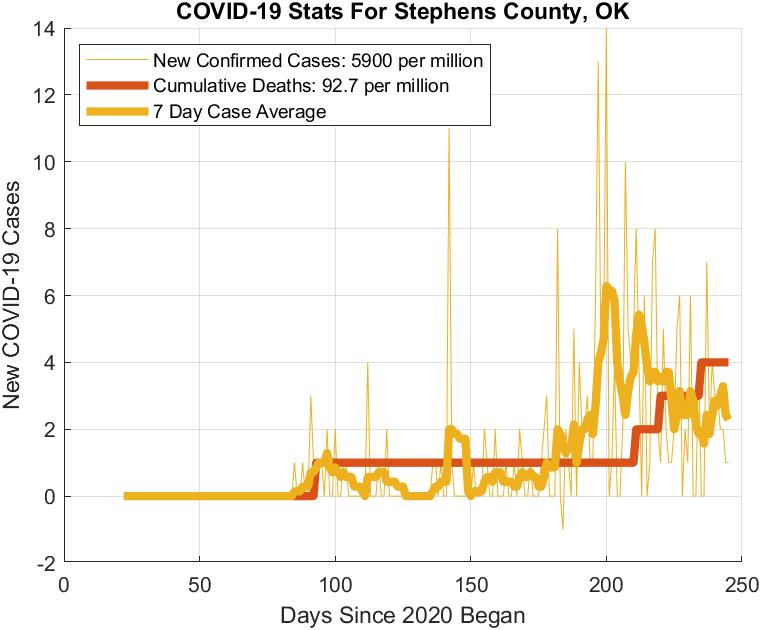 COVID-19 Stats For Stephens County, OK
New Confirmed Cases: 5900 per million
Cumulative Deaths: 92.7 per million
7 Day Case Average
New COVID-19 Cases
14
12
10
8
6
4
2
0
-2
0 50 100 150 200 250
Days Since 2020 Began